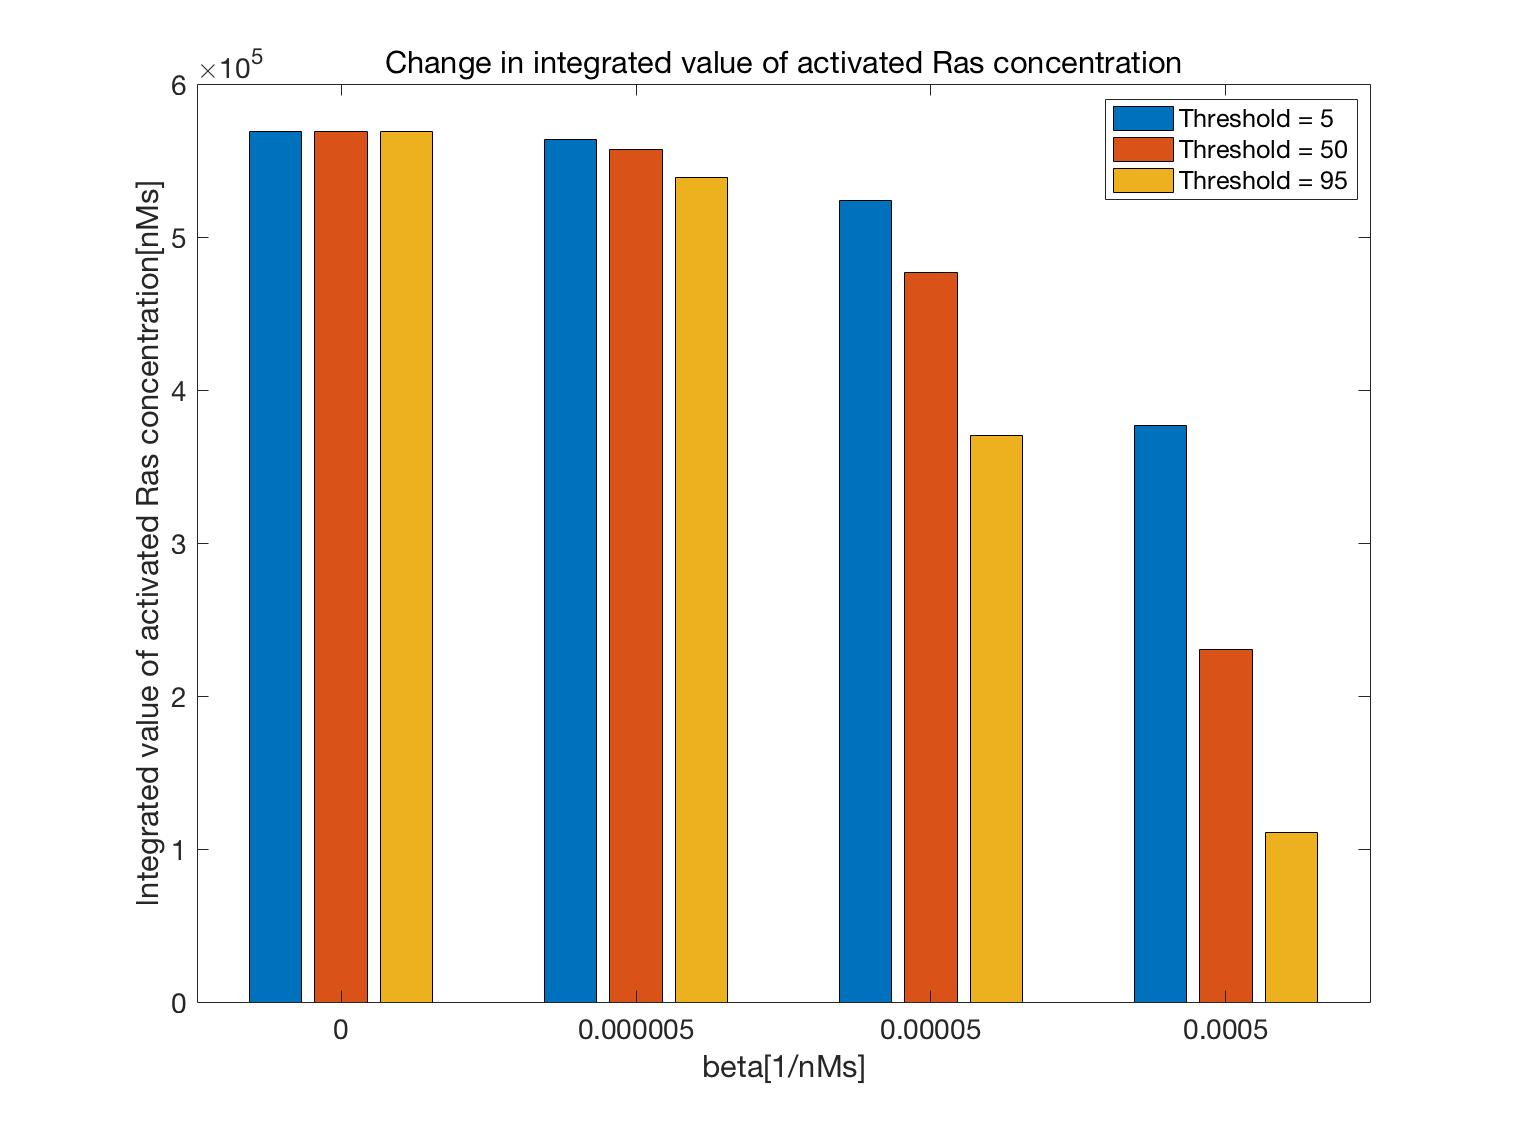 Change in integrated value of activated Ras concentration
×10⁵
6
5
4
3
2
1
0
Integrated value of activated Ras concentration[nMs]
Threshold = 5
Threshold = 50
Threshold = 95
0 0.000005 0.00005 0.0005
beta[1/nMs]